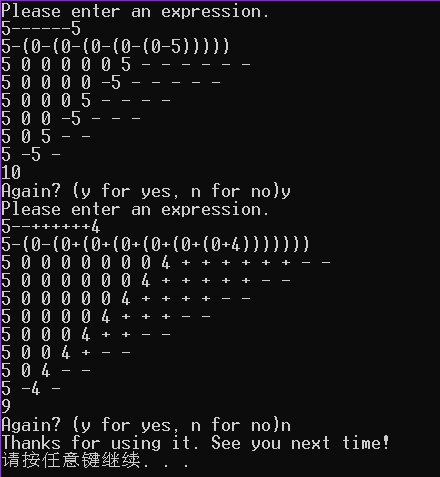 Please enter an expression.
5------5
5-(0-(0-(0-(0-(0-5)))))
5 0 0 0 0 0 5 - - - - - -
5 0 0 0 0 -5 - - - - -
5 0 0 0 5 - - - -
5 0 0 -5 - - -
5 0 5 - -
5 -5 -
10
Again? (y for yes, n for no)y
Please enter an expression.
5--++++++4
5-(0-(0+(0+(0+(0+(0+(0+4)))))))
5 0 0 0 0 0 0 0 4 + + + + + + - -
5 0 0 0 0 0 0 4 + + + + + - -
5 0 0 0 0 0 4 + + + + - -
5 0 0 0 0 4 + + + - -
5 0 0 0 4 + + - -
5 0 0 4 + - -
5 0 4 - -
5 -4 -
9
Again? (y for yes, n for no)n
Thanks for using it. See you next time!
请按任意键继续. . .